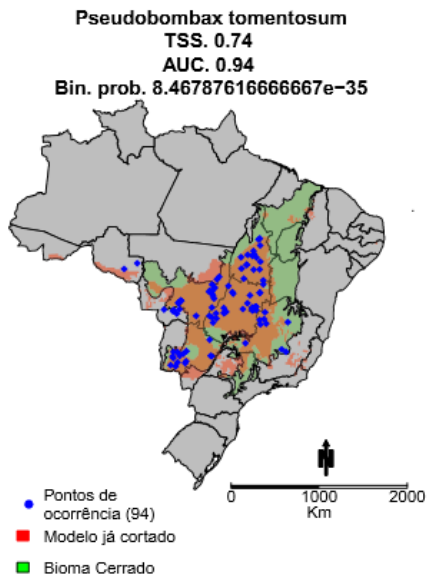 Pseudobombax tomentosum
TSS. 0.74
AUC. 0.94
Bin. prob. 8.46787616666667e−35
N
0 1000 2000
Km
Pontos de
ocorrência (94)
Modelo já cortado
Bioma Cerrado